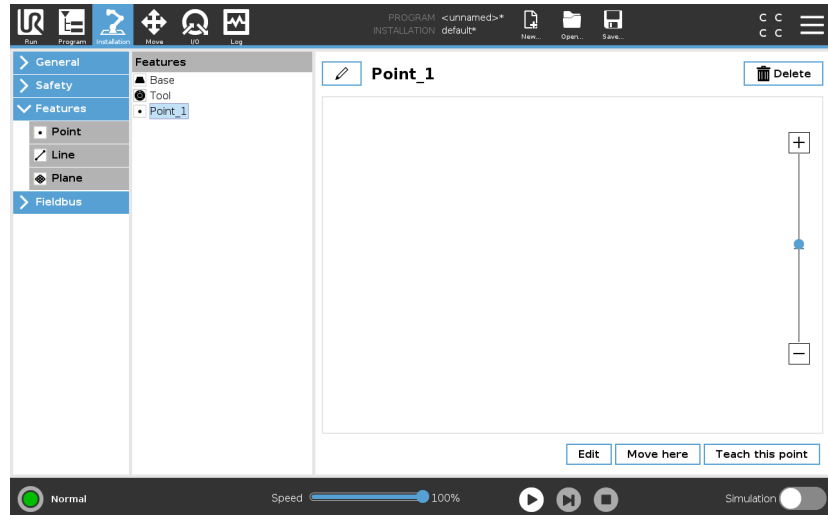 PROGRAM <unnamed>*
INSTALLATION default*
UR
Run Program Installation Move I/O Log New... Open... Save...
C C
C C
General
Safety
Features
Point
Line
Plane
Fieldbus
Features
Base
Tool
Point_1
Point_1
Delete
Edit Move here Teach this point
Normal Speed 100% Simulation